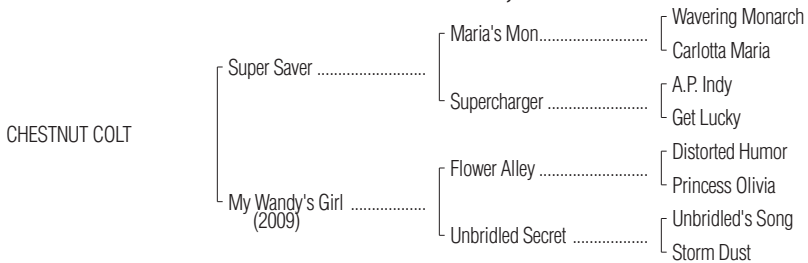 Wavering Monarch
Maria's Mon..........................
Carlotta Maria
Super Saver ..........................
A.P. Indy
Supercharger ........................
Get Lucky
CHESTNUT COLT
Distorted Humor
Flower Alley ..........................
Princess Olivia
My Wandy's Girl ..................
(2009)
Unbridled's Song
Unbridled Secret ..................
Storm Dust